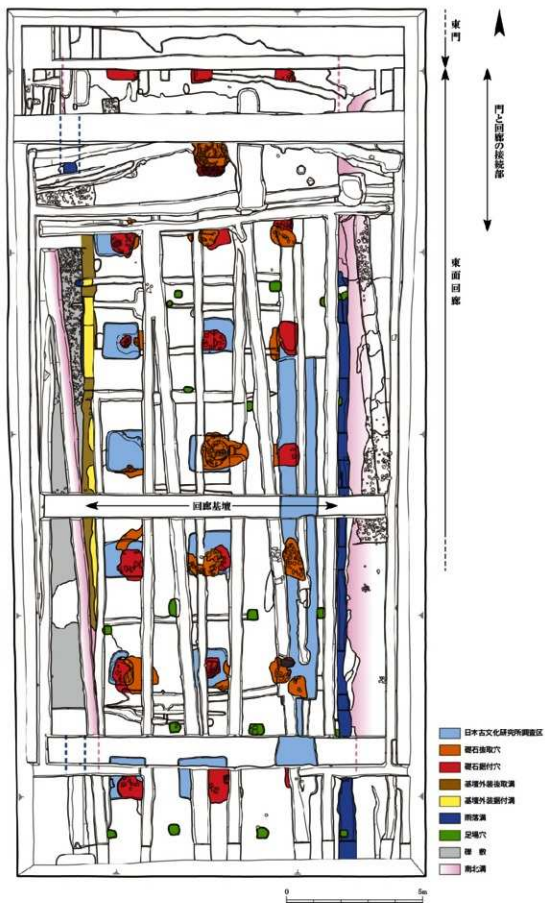 東門
門と回廊の接続部
東面回廊
回廊基壇
日本古文化研究所調査区
礎石抜取穴
礎石据付穴
基壇外装抜取溝
基壇外装据付溝
雨落溝
足場穴
礫敷
南北溝
0 5m